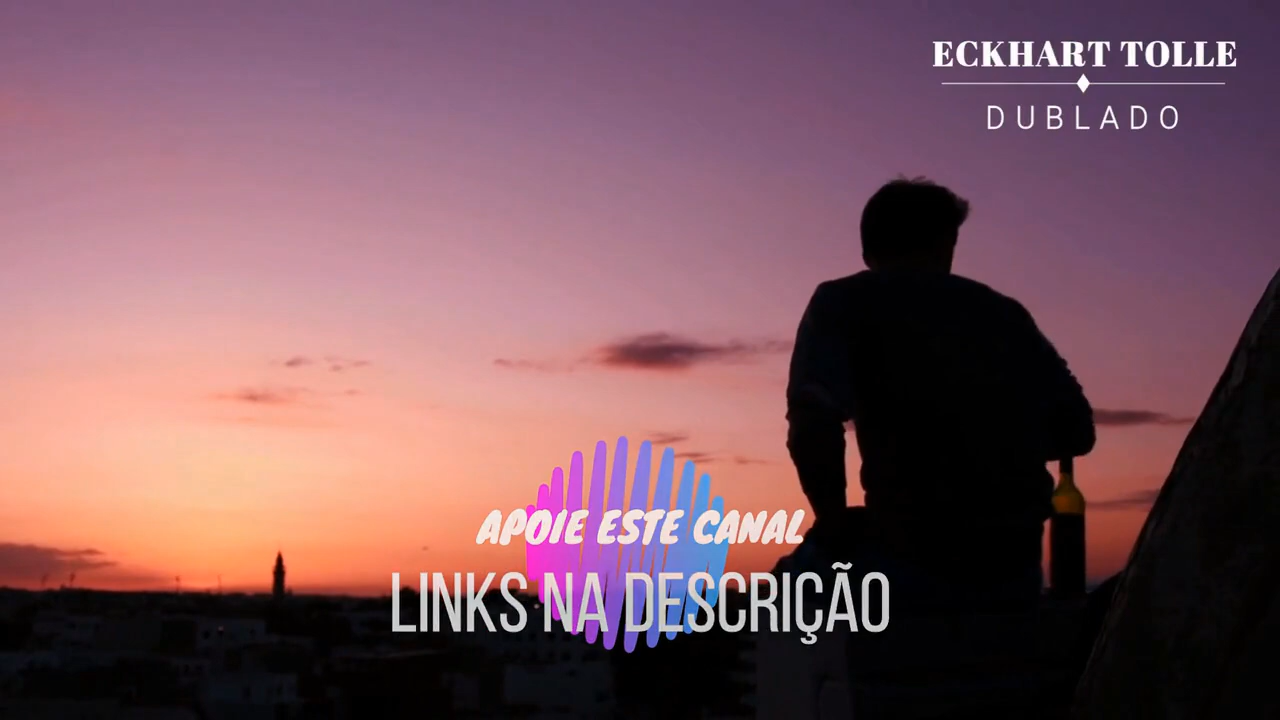 ECKHART TOLLE
DUBLADO
APOIE ESTE CANAL
LINKS NA DESCRIÇÃO